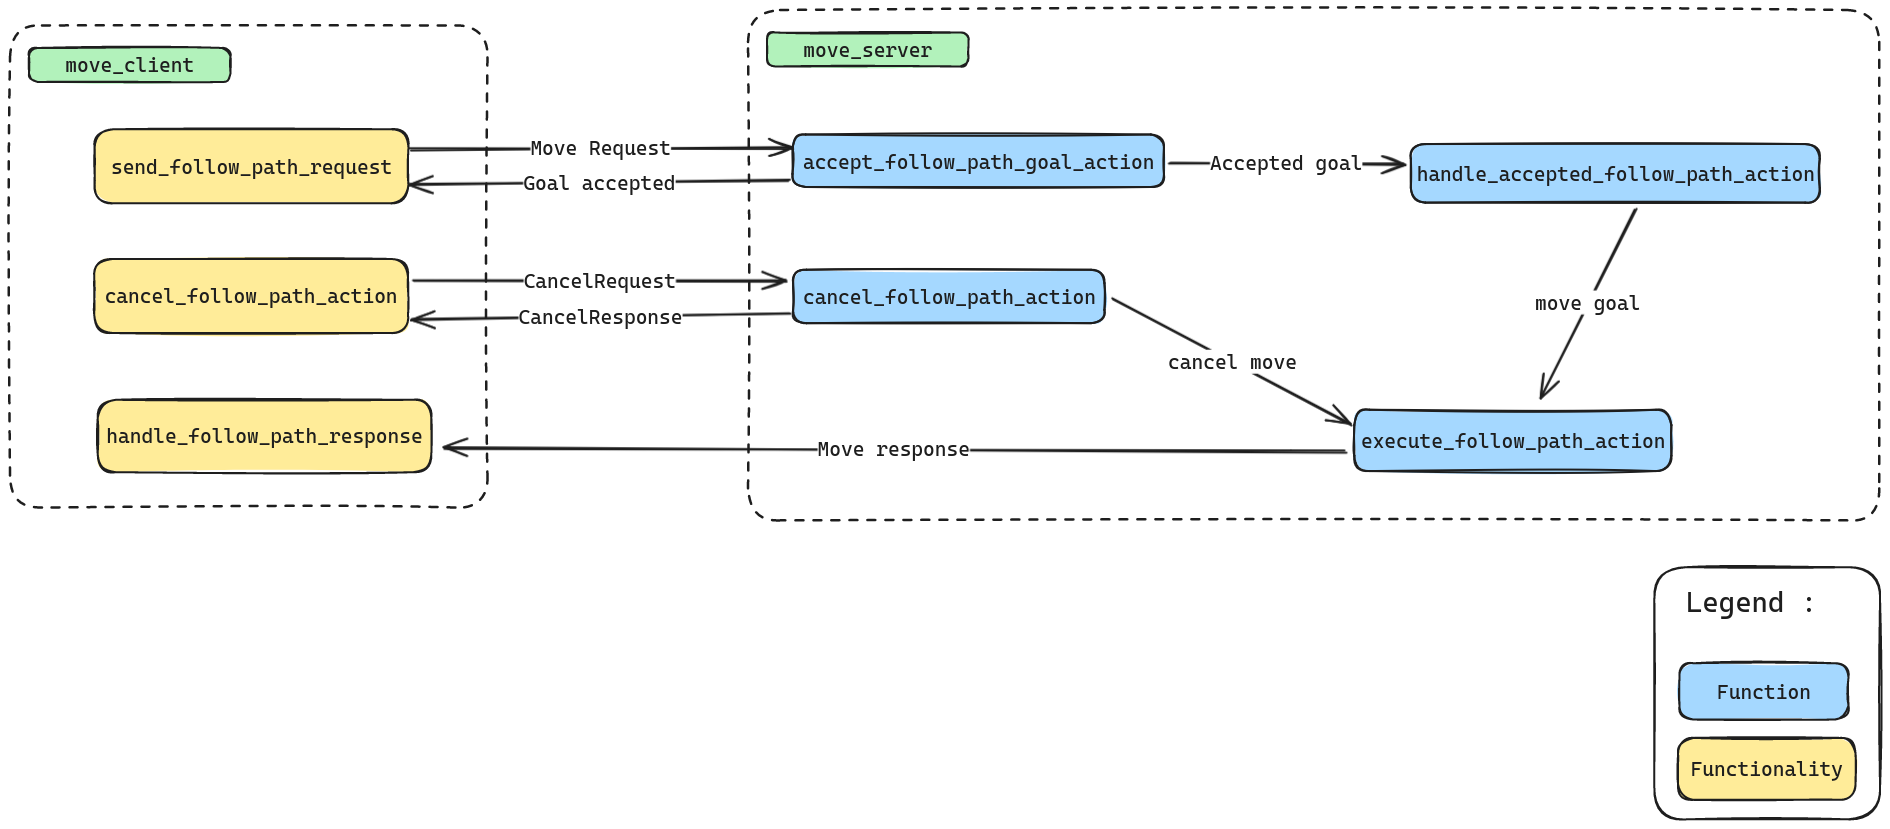 move_client
move_server
send_follow_path_request
Move Request
Goal accepted
accept_follow_path_goal_action
Accepted goal
handle_accepted_follow_path_action
cancel_follow_path_action
CancelRequest
CancelResponse
cancel_follow_path_action
move goal
cancel move
handle_follow_path_response
Move response
execute_follow_path_action
Legend :
Function
Functionality